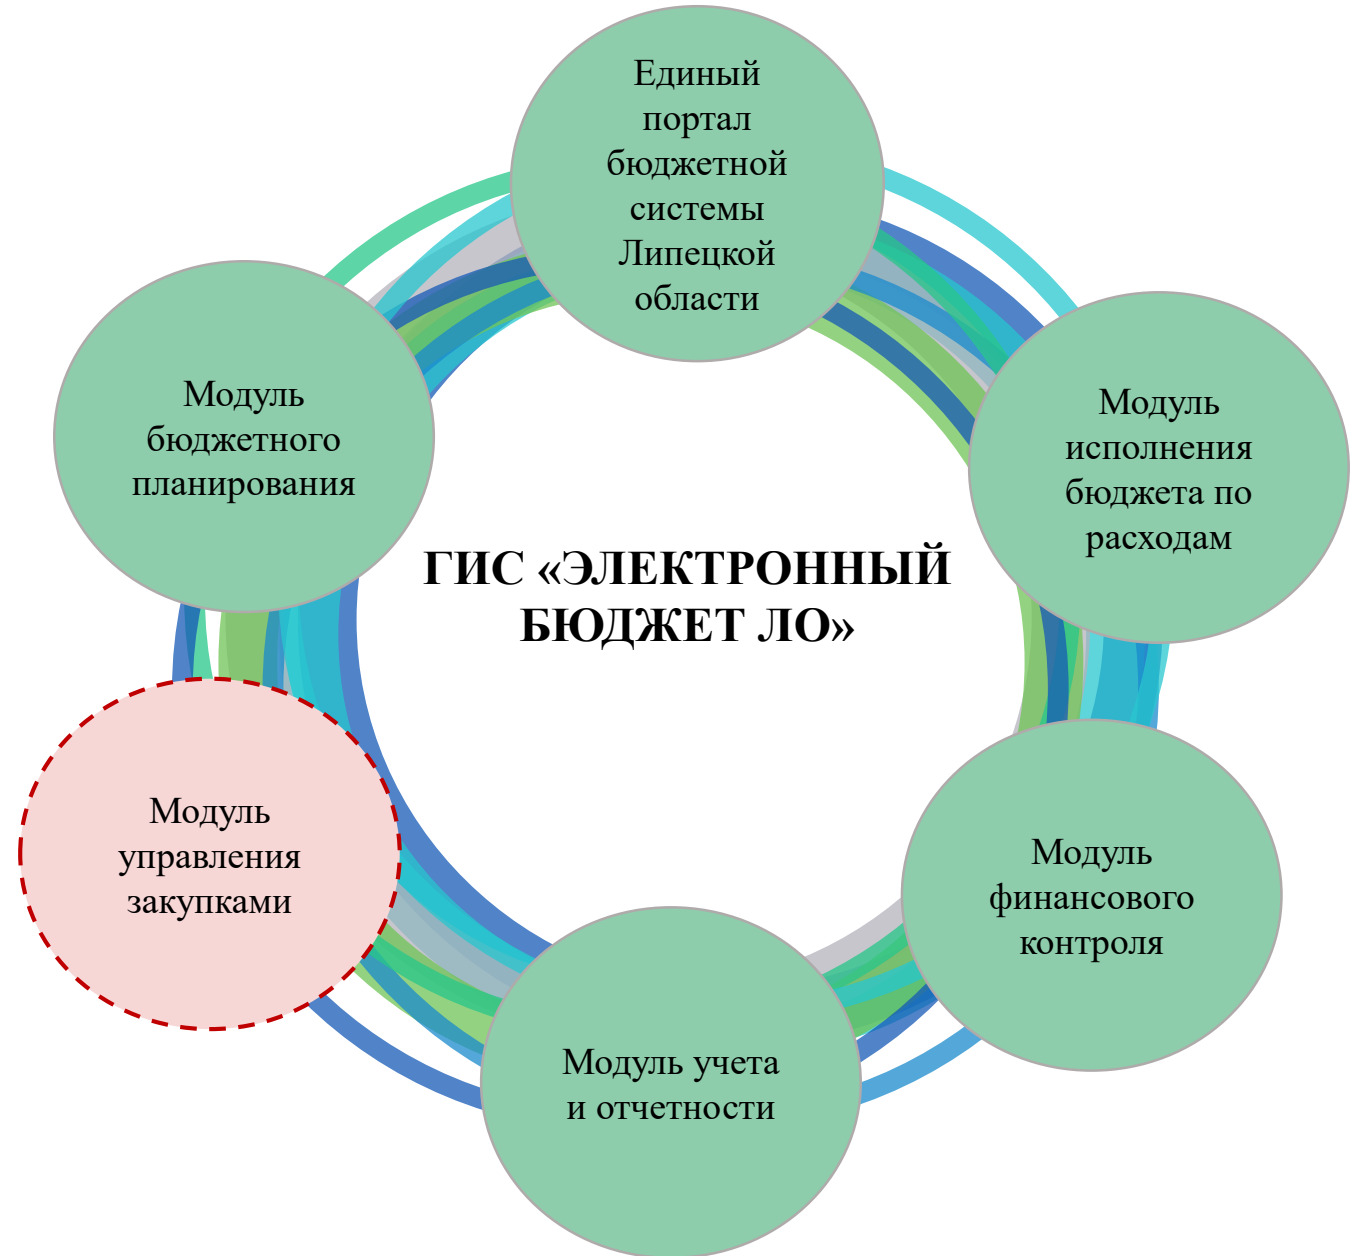 Единый
портал
бюджетной
системы
Липецкой
области
Модуль
бюджетного
планирования
Модуль
исполнения
бюджета по
расходам
ГИС «ЭЛЕКТРОННЫЙ
БЮДЖЕТ ЛО»
Модуль
управления
закупками
Модуль
финансового
контроля
Модуль учета
и отчетности